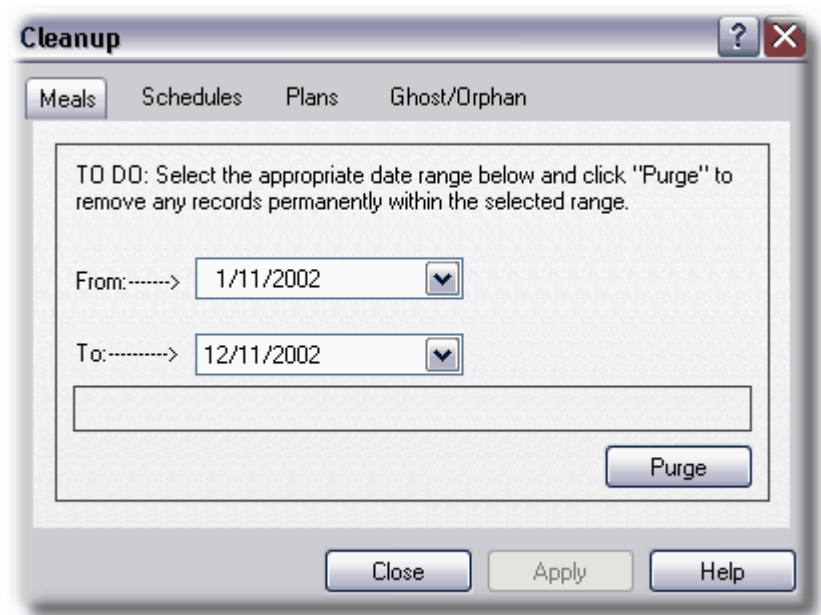 Cleanup
?
Meals Schedules Plans Ghost/Orphan
TO DO: Select the appropriate date range below and click "Purge" to
remove any records permanently within the selected range.
From:------> 1/11/2002
To:----------> 12/11/2002
Purge
Close Apply Help